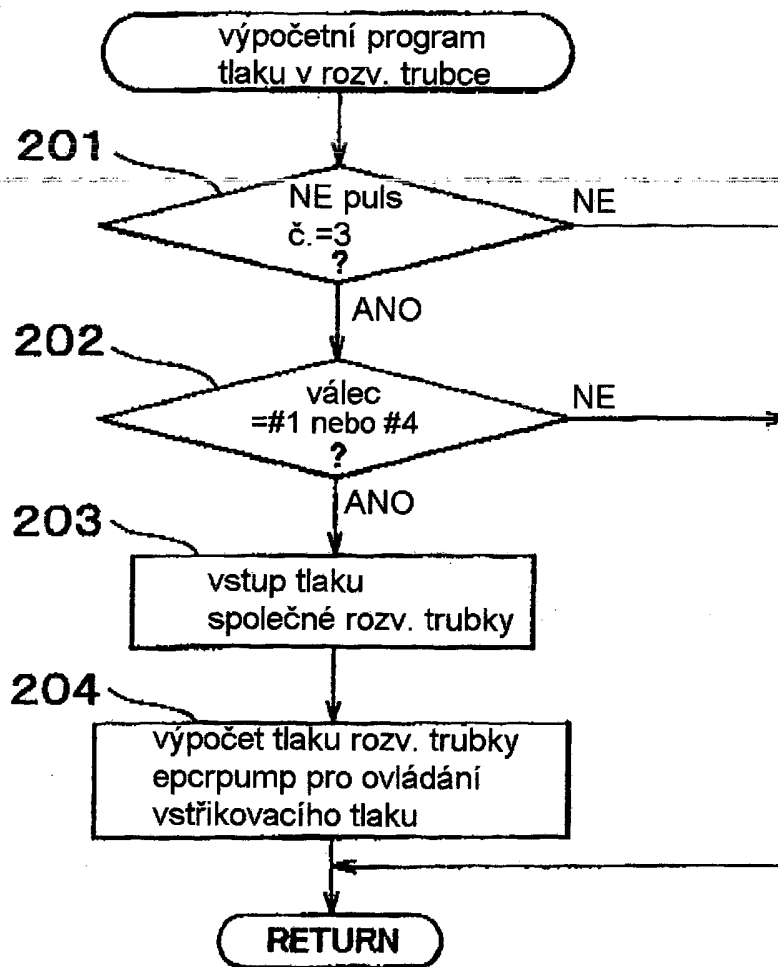 výpočetní program
tlaku v rozv. trubce
201
NE puls
č.=3
?
NE
ANO
202
válec
=#1 nebo #4
?
NE
ANO
203
vstup tlaku
společné rozv. trubky
204
výpočet tlaku rozv. trubky
epcrpump pro ovládání
vstřikovacího tlaku
RETURN